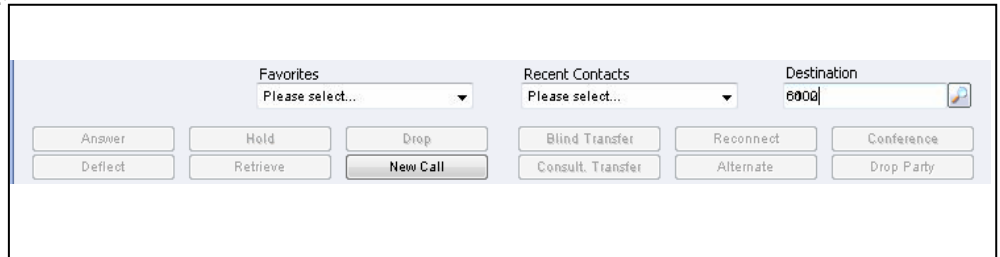 Favorites Recent Contacts Destination
Please select... Please select...
Answer Hold Drop Blind Transfer Reconnect Conference
Deflect Retrieve New Call Consult. Transfer Alternate Drop Party